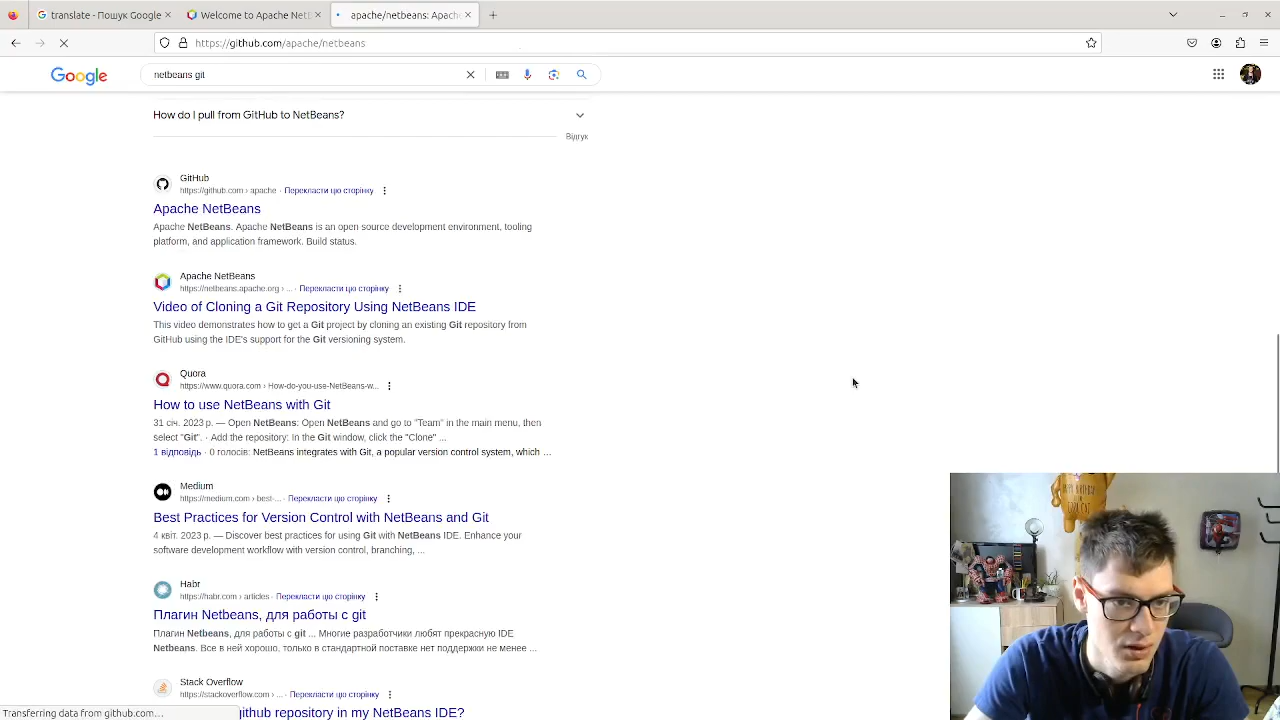 translate - Пошук Google
Welcome to Apache NetB
apache/netbeans: Apache
https://github.com/apache/netbeans
Google
netbeans git
How do I pull from GitHub to NetBeans?
Відгук
GitHub
https://github.com › apache · Перекласти цю сторінку
Apache NetBeans
Apache NetBeans. Apache NetBeans is an open source development environment, tooling
platform, and application framework. Build status.
Apache NetBeans
https://netbeans.apache.org › ... · Перекласти цю сторінку
Video of Cloning a Git Repository Using NetBeans IDE
This video demonstrates how to get a Git project by cloning an existing Git repository from
GitHub using the IDE's support for the Git versioning system.
Quora
https://www.quora.com › How-do-you-use-NetBeans-w...
How to use NetBeans with Git
31 січ. 2023 р. — Open NetBeans: Open NetBeans and go to "Team" in the main menu, then
select "Git". · Add the repository: In the Git window, click the "Clone" ...
1 відповідь · 0 голосів: NetBeans integrates with Git, a popular version control system, which ...
Medium
https://medium.com › best-... · Перекласти цю сторінку
Best Practices for Version Control with NetBeans and Git
4 квіт. 2023 р. — Discover best practices for using Git with NetBeans IDE. Enhance your
software development workflow with version control, branching, ...
Habr
https://habr.com › articles · Перекласти цю сторінку
Плагин Netbeans, для работы с git
Плагин Netbeans, для работы с git ... Многие разработчики любят прекрасную IDE
Netbeans. Все в ней хорошо, только в стандартной поставке нет поддержки не менее ...
Stack Overflow
https://stackoverflow.com › ... · Перекласти цю сторінку
github repository in my NetBeans IDE?
Transferring data from github.com…